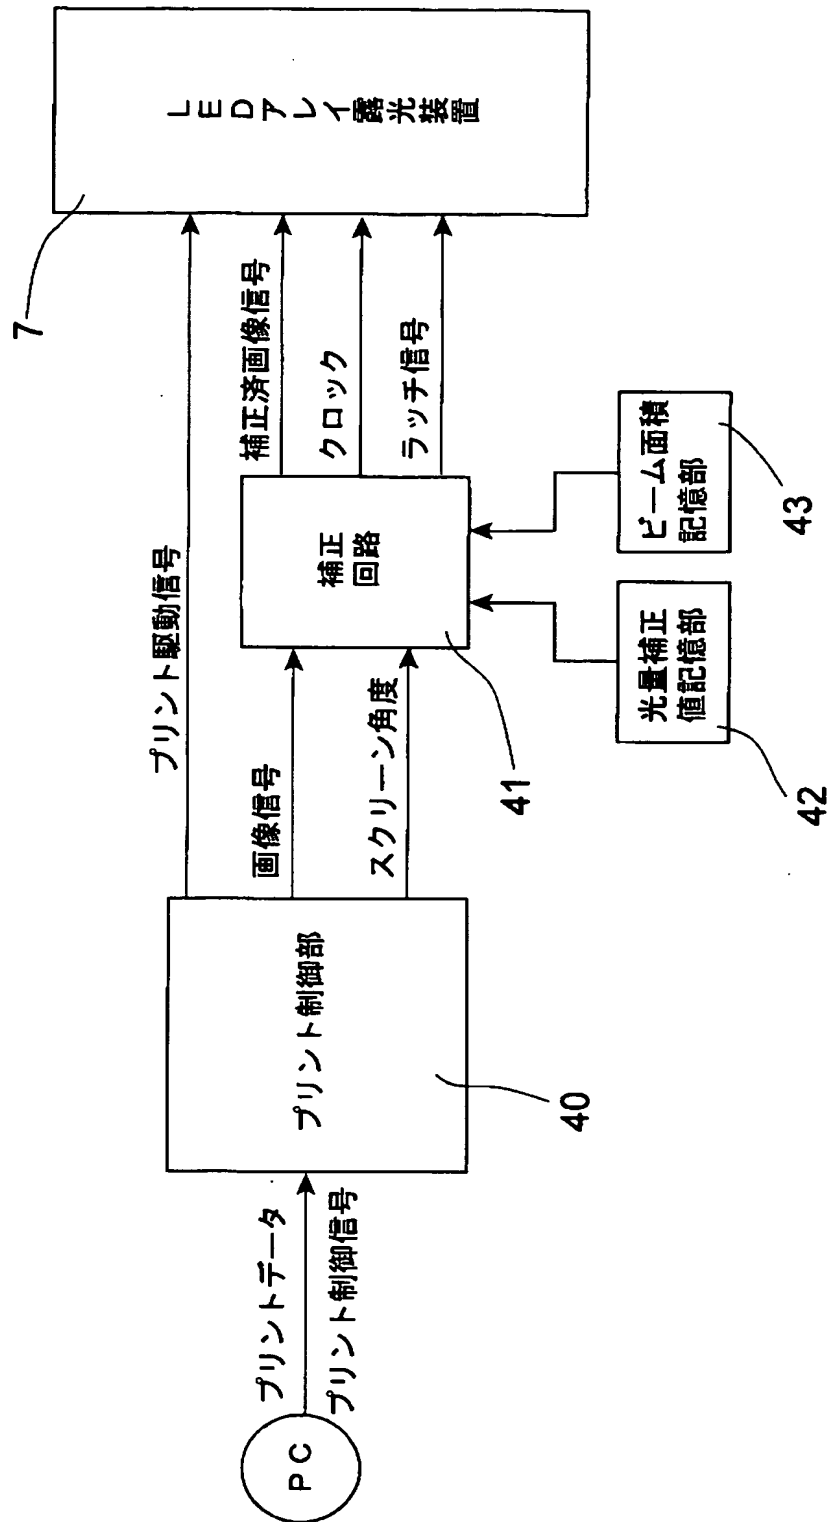 PC
プリントデータ
プリント制御信号
プリント制御部
40
プリント駆動信号
画像信号
スクリーン角度
補正
回路
41
補正済画像信号
クロック
ラッチ信号
光量補正
値記憶部
42
ビーム面積
記憶部
43
LEDアレイ露光装置
7